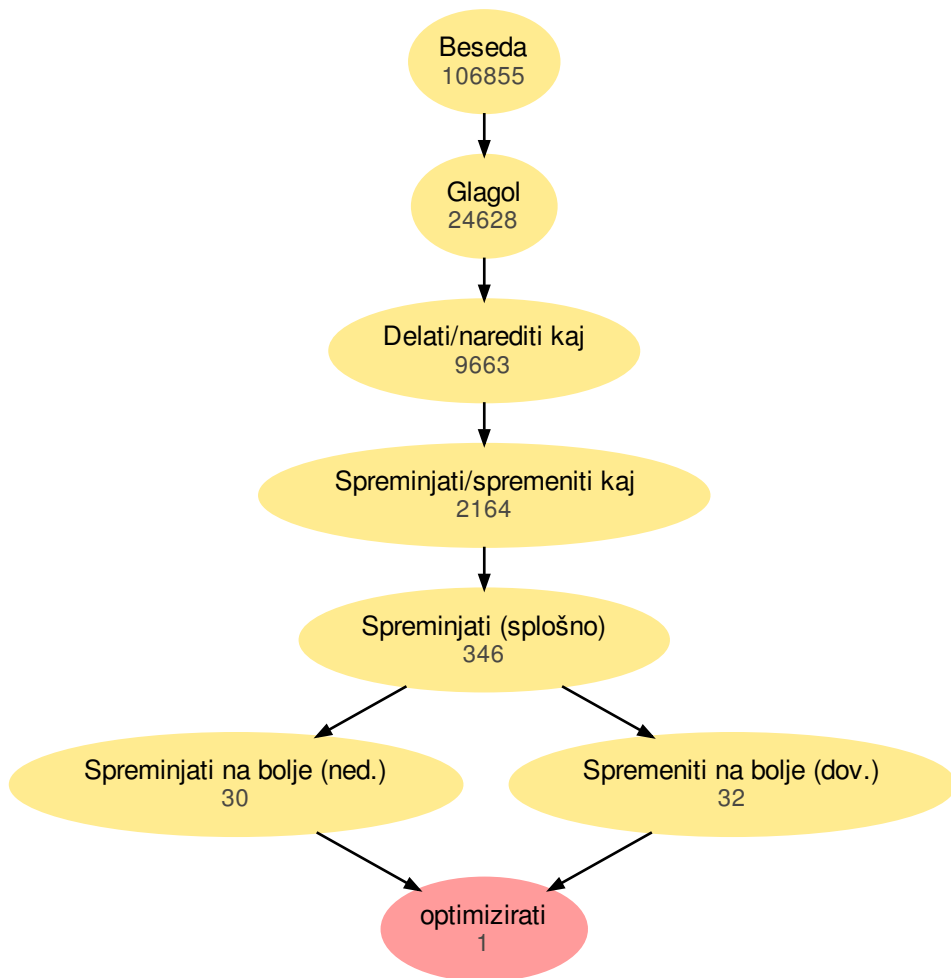 Beseda
106855
Glagol
24628
Delati/narediti kaj
9663
Spreminjati/spremeniti kaj
2164
Spreminjati (splošno)
346
Spreminjati na bolje (ned.)
30
Spremeniti na bolje (dov.)
32
optimizirati
1